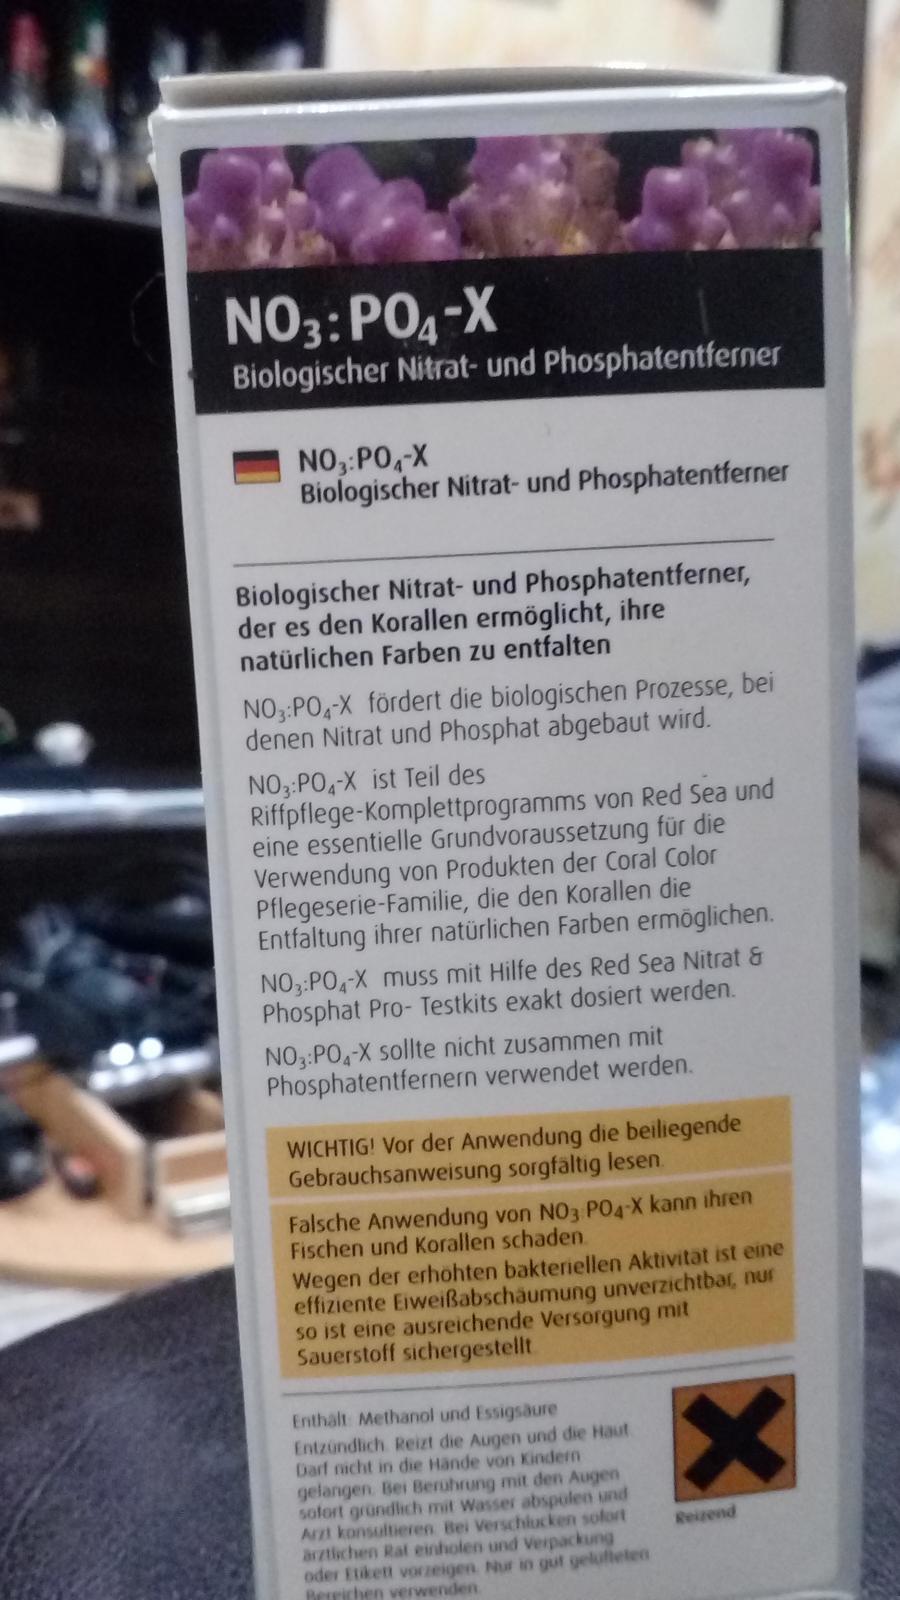 NO₃:PO₄-X
Biologischer Nitrat- und Phosphatentferner
NO₃:PO₄-X
Biologischer Nitrat- und Phosphatentferner
Biologischer Nitrat- und Phosphatentferner,
der es den Korallen ermöglicht, ihre
natürlichen Farben zu entfalten
NO₃:PO₄-X fördert die biologischen Prozesse, bei
denen Nitrat und Phosphat abgebaut wird.
NO₃:PO₄-X ist Teil des
Riffpflege-Komplettprogramms von Red Sea und
eine essentielle Grundvoraussetzung für die
Verwendung von Produkten der Coral Color
Pflegeserie-Familie, die den Korallen die
Entfaltung ihrer natürlichen Farben ermöglichen.
NO₃:PO₄-X muss mit Hilfe des Red Sea Nitrat &
Phosphat Pro- Testkits exakt dosiert werden.
NO₃:PO₄-X sollte nicht zusammen mit
Phosphatentfernern verwendet werden.
WICHTIG! Vor der Anwendung die beiliegende
Gebrauchsanweisung sorgfältig lesen.
Falsche Anwendung von NO₃:PO₄-X kann ihren
Fischen und Korallen schaden.
Wegen der erhöhten bakteriellen Aktivität ist eine
effiziente Eiweißabschäumung unverzichtbar, nur
so ist eine ausreichende Versorgung mit
Sauerstoff sichergestellt.
Enthält: Methanol und Essigsäure
Entzündlich. Reizt die Augen und die Haut.
Darf nicht in die Hände von Kindern
gelangen. Bei Berührung mit den Augen
sofort gründlich mit Wasser abspülen und
Arzt konsultieren. Bei Verschlucken sofort
ärztlichen Rat einholen und Verpackung
oder Etikett vorzeigen. Nur in gut gelüfteten
Bereichen verwenden.
Reizend